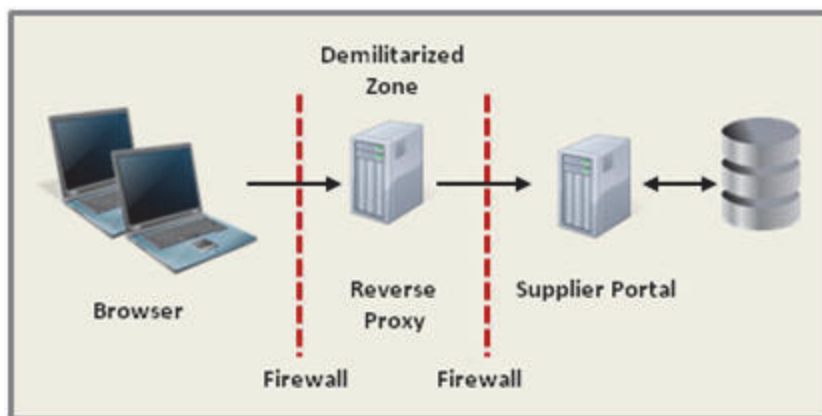 Demilitarized
Zone
Browser
Reverse
Proxy
Supplier Portal
Firewall
Firewall